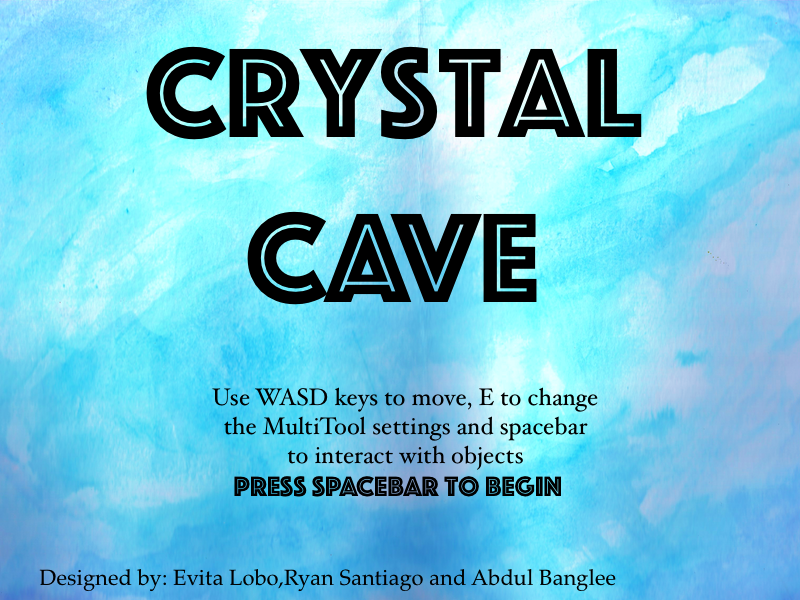 CRYSTAL
CAVE
Use WASD keys to move, E to change
the MultiTool settings and spacebar
to interact with objects
PRESS SPACEBAR TO BEGIN
Designed by: Evita Lobo,Ryan Santiago and Abdul Banglee